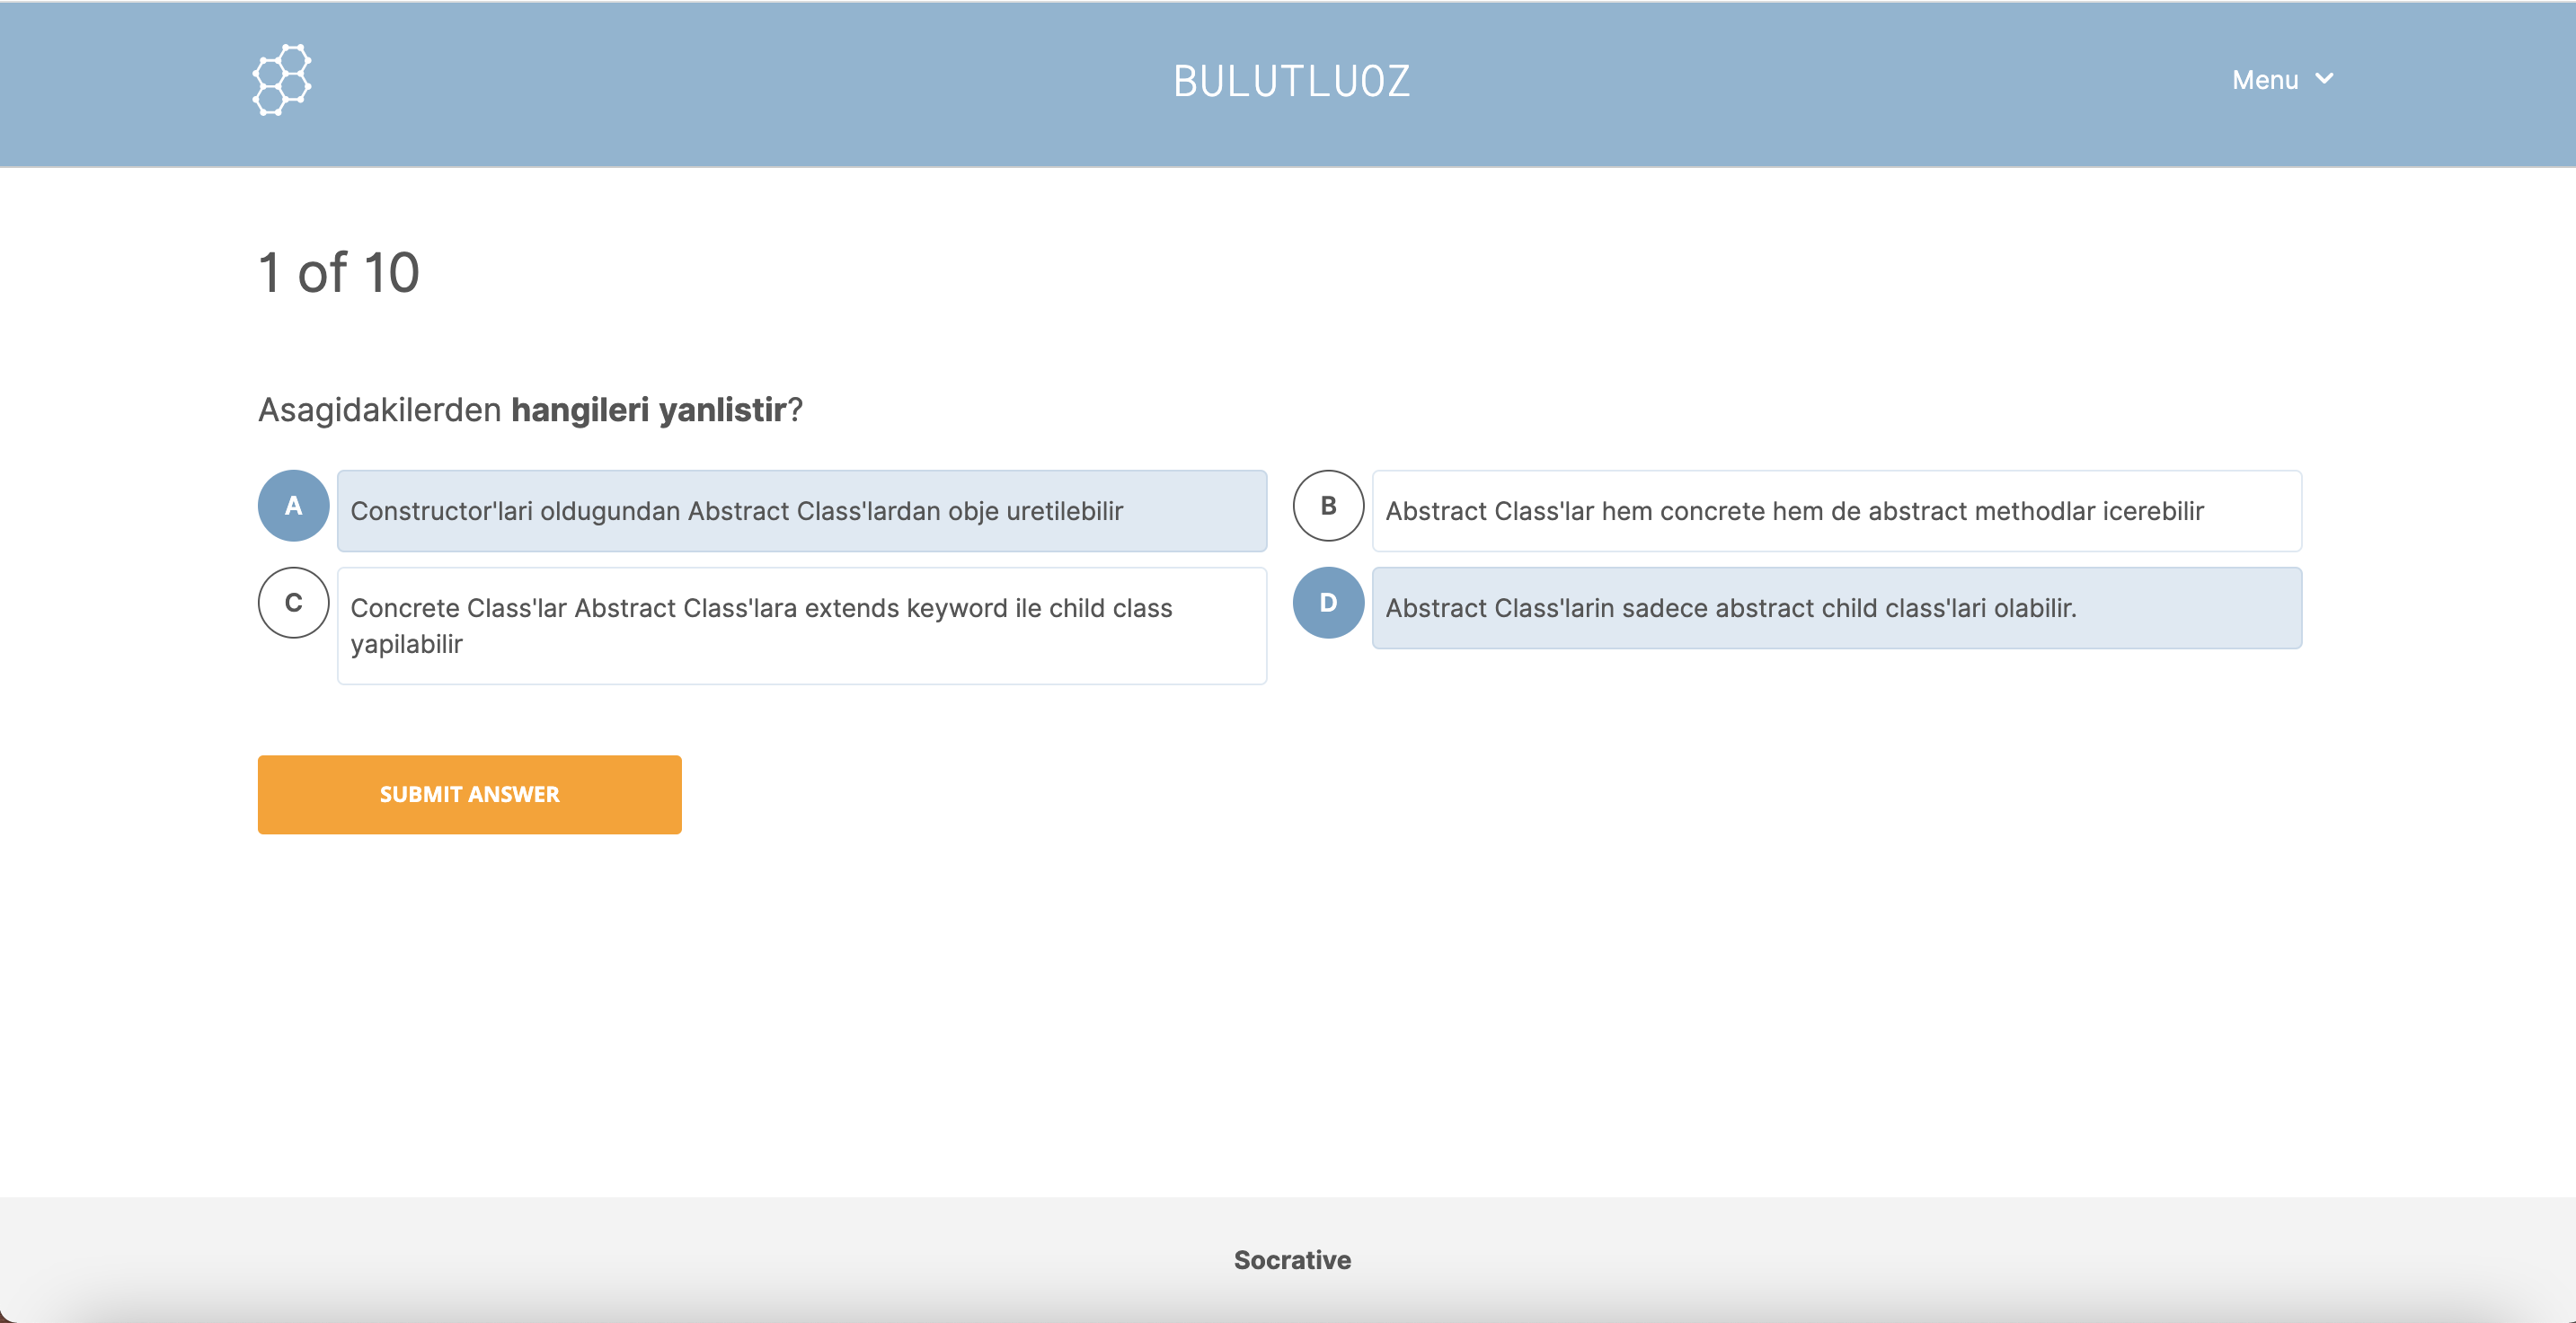 BULUTLUOZ
Menu
1 of 10
Asagidakilerden hangileri yanlistir?
A
Constructor'lari oldugundan Abstract Class'lardan obje uretilebilir
B
Abstract Class'lar hem concrete hem de abstract methodlar icerebilir
C
Concrete Class'lar Abstract Class'lara extends keyword ile child class
yapilabilir
D
Abstract Class'larin sadece abstract child class'lari olabilir.
SUBMIT ANSWER
Socrative